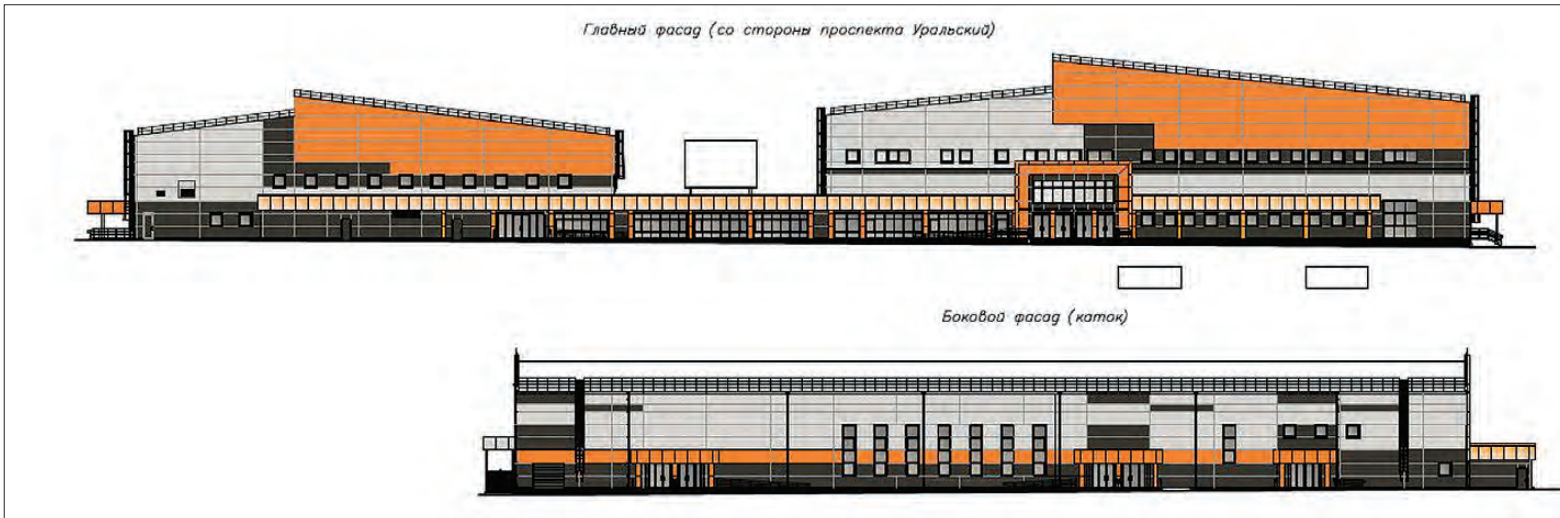 Главный фасад (со стороны проспекта Уральский)
Боковой фасад (каток)